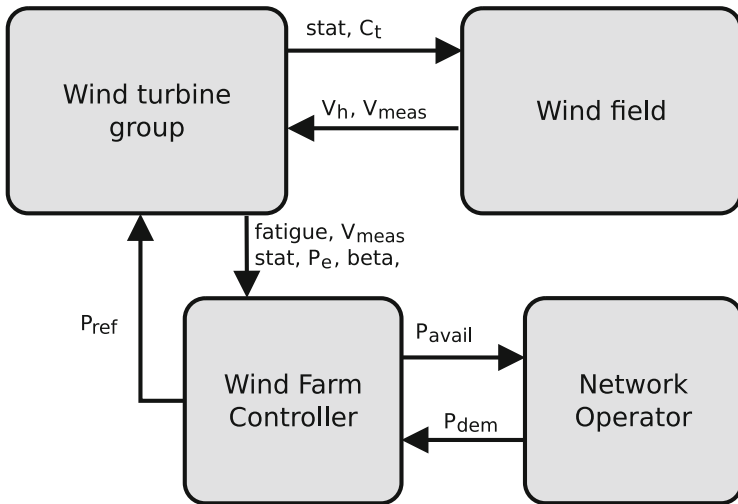 stat, Ct
Wind turbine
group
Vh, Vmeas
Wind field
fatigue, Vmeas
stat, Pe, beta,
Pref
Pavail
Wind Farm
Controller
Network
Operator
Pdem